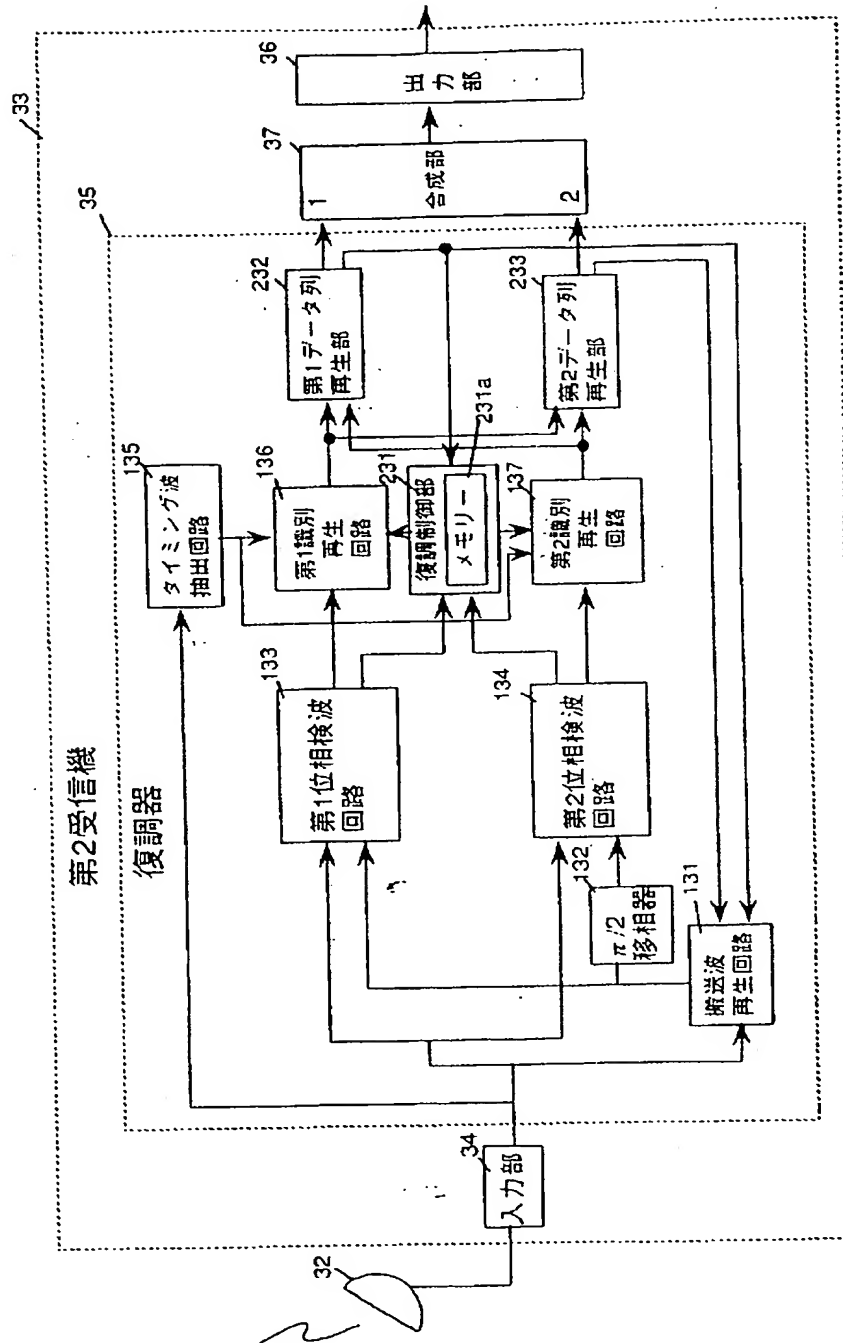 第2受信機
33
復調器
35
32
34
入力部
135
タイミング波
抽出回路
133
第1位相検波
回路
134
第2位相検波
回路
132
π/2
移相器
131
搬送波
再生回路
136
第1識別
再生
回路
231
復調制御部
メモリー
231a
137
第2識別
再生
回路
232
第1データ列
再生部
233
第2データ列
再生部
37
1
合成部
2
36
出力部